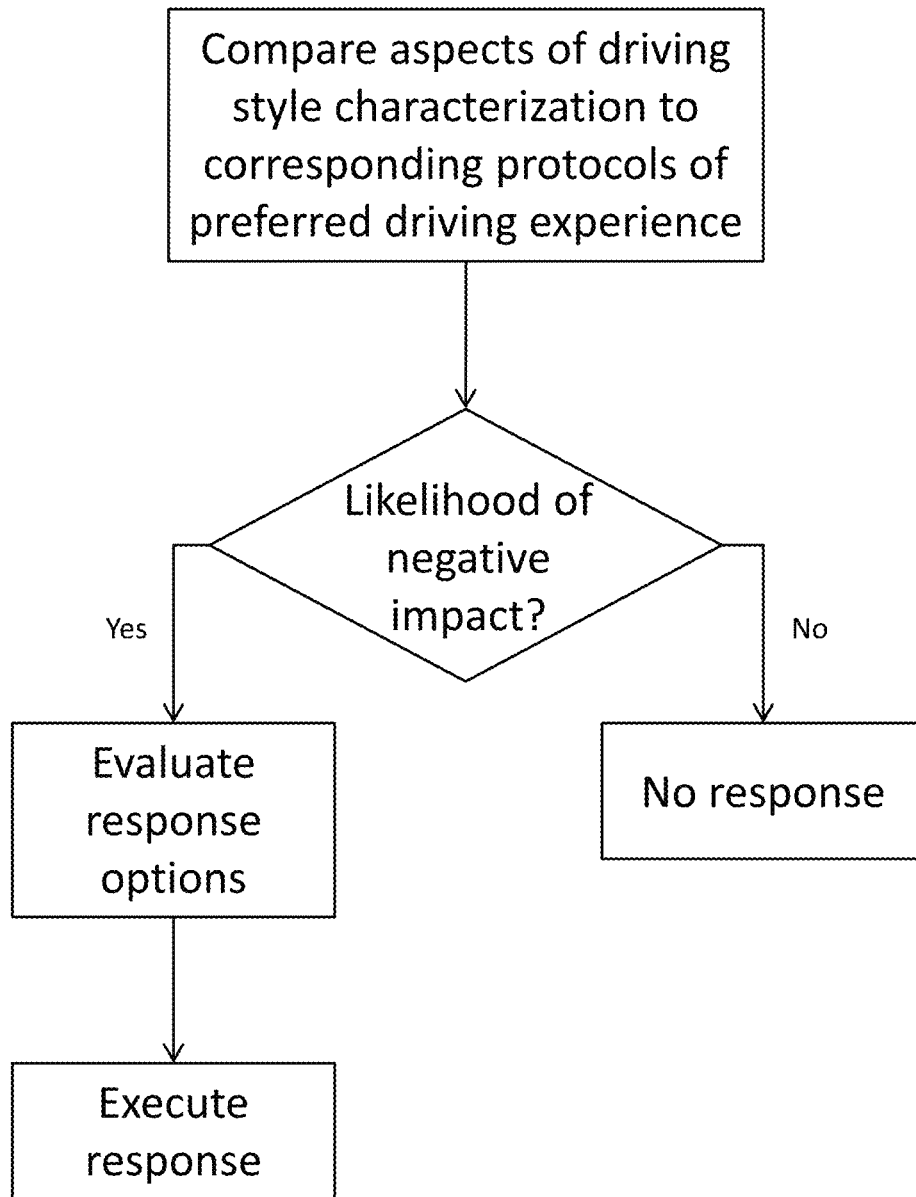 Compare aspects of driving
style characterization to
corresponding protocols of
preferred driving experience
Likelihood of
negative
impact?
Yes
No
Evaluate
response
options
No response
Execute
response